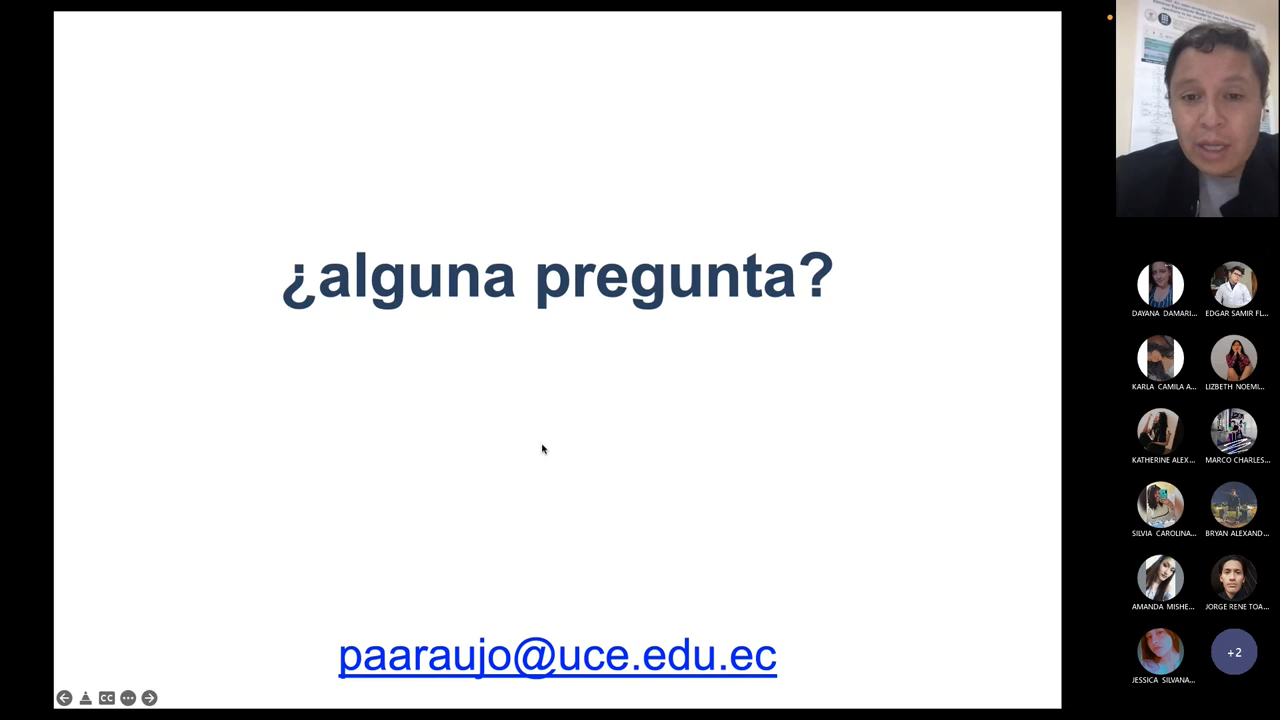 ¿alguna pregunta?
paaraujo@uce.edu.ec
CC
DAYANA DAMARI...
EDGAR SAMIR FL...
KARLA CAMILA A...
LIZBETH NOEMI...
KATHERINE ALEX...
MARCO CHARLES...
SILVIA CAROLINA...
BRYAN ALEXAND...
AMANDA MISHE...
JORGE RENE TOA...
JESSICA SILVANA...
+2